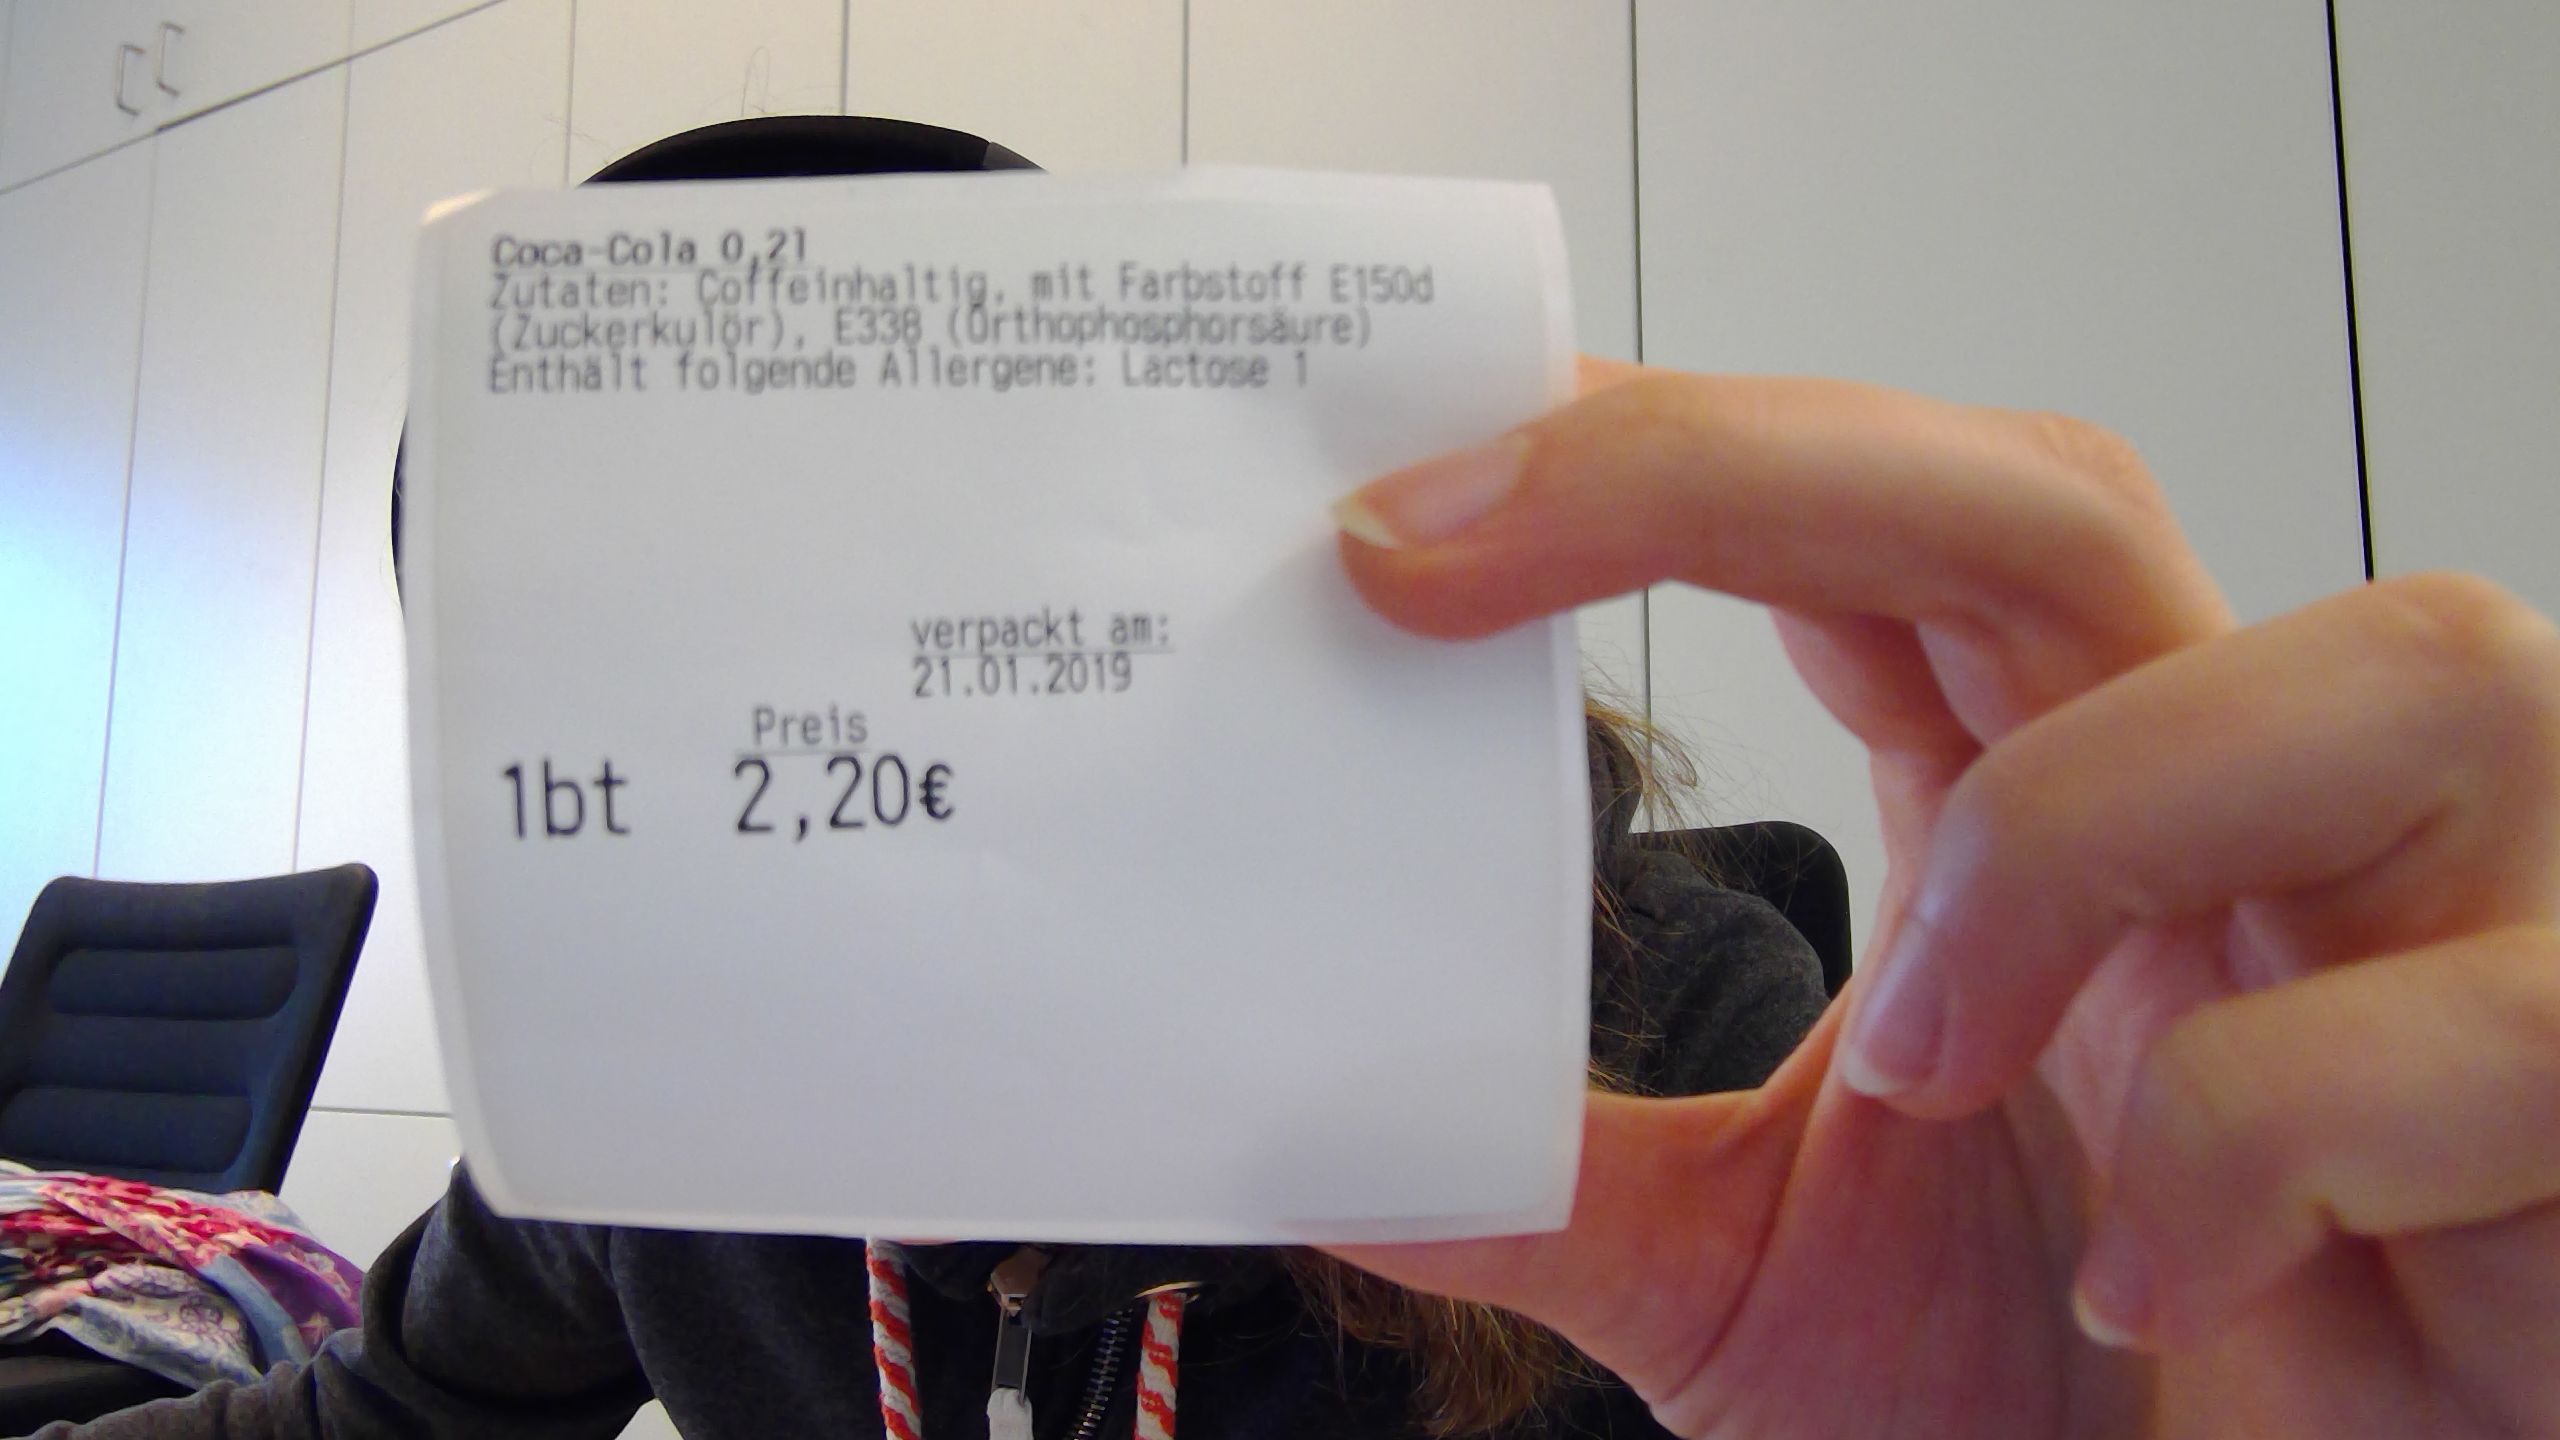 Coca-Cola 0,2l
Zutaten: Coffeinhaltig, mit Farbstoff E150d
(Zuckerkulör), E338 (Orthophosphorsäure)
Enthält folgende Allergene: Lactose 1
verpackt am:
21.01.2019
Preis
1bt 2,20€